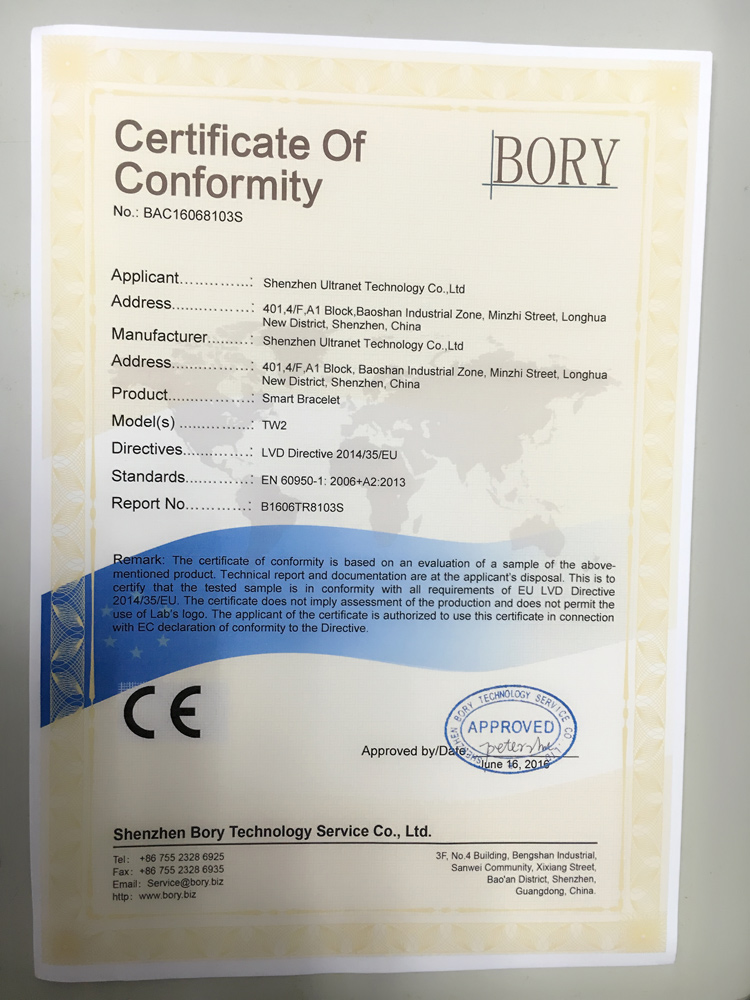 Certificate Of
Conformity
No.: BAC16068103S
BORY
Applicant..............: Shenzhen Ultranet Technology Co.,Ltd
Address...............: 401,4/F,A1 Block,Baoshan Industrial Zone, Minzhi Street, Longhua
New District, Shenzhen, China
Manufacturer.........: Shenzhen Ultranet Technology Co.,Ltd
Address...............: 401,4/F,A1 Block, Baoshan Industrial Zone, Minzhi Street, Longhua
New District, Shenzhen, China
Product................: Smart Bracelet
Model(s) ..............: TW2
Directives.............: LVD Directive 2014/35/EU
Standards.............: EN 60950-1: 2006+A2:2013
Report No.............: B1606TR8103S
Remark: The certificate of conformity is based on an evaluation of a sample of the above-
mentioned product. Technical report and documentation are at the applicant's disposal. This is to
certify that the tested sample is in conformity with all requirements of EU LVD Directive
2014/35/EU. The certificate does not imply assessment of the production and does not permit the
use of Lab's logo. The applicant of the certificate is authorized to use this certificate in connection
with EC declaration of conformity to the Directive.
CE
SHENZHEN BORY TECHNOLOGY SERVICE CO.,LTD.
APPROVED
Approved by/Date
June 16, 2016
Shenzhen Bory Technology Service Co., Ltd.
Tel: +86 755 2328 6925
Fax: +86 755 2328 6935
Email: Service@bory.biz
http: www.bory.biz
3F, No.4 Building, Bengshan Industrial,
Sanwei Community, Xixiang Street,
Bao'an District, Shenzhen,
Guangdong, China.